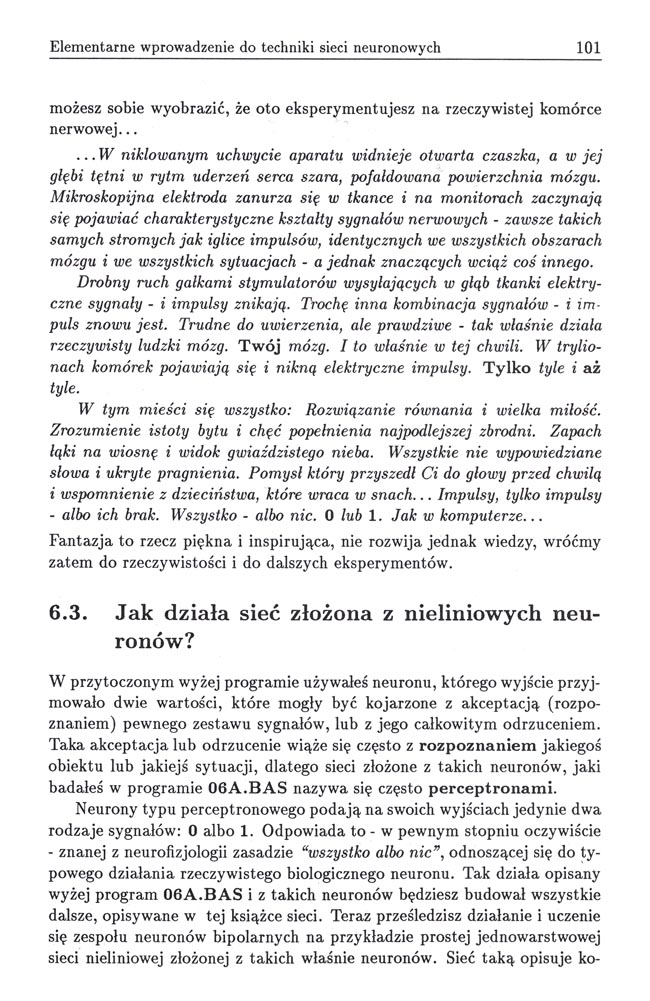 Elementarne wprowadzenie do techniki sieci neuronowych 101
możesz sobie wyobrazić, że oto eksperymentujesz na rzeczywistej komórce
nerwowej...
...W niklowanym uchwycie aparatu widnieje otwarta czaszka, a w jej
głębi tętni w rytm uderzeń serca szara, pofałdowana powierzchnia mózgu.
Mikroskopijna elektroda zanurza się w tkance i na monitorach zaczynają
się pojawiać charakterystyczne kształty sygnałów nerwowych - zawsze takich
samych stromych jak iglice impulsów, identycznych we wszystkich obszarach
mózgu i we wszystkich sytuacjach - a jednak znaczących wciąż coś innego.
Drobny ruch gałkami stymulatorów wysyłających w głąb tkanki elektry-
czne sygnały - i impulsy znikają. Trochę inna kombinacja sygnałów - i im-
puls znowu jest. Trudne do uwierzenia, ale prawdziwe - tak właśnie działa
rzeczywisty ludzki mózg. Twój mózg. I to właśnie w tej chwili. W trylio-
nach komórek pojawiają się i nikną elektryczne impulsy. Tylko tyle i aż
tyle.
W tym mieści się wszystko: Rozwiązanie równania i wielka miłość.
Zrozumienie istoty bytu i chęć popełnienia najpodlejszej zbrodni. Zapach
łąki na wiosnę i widok gwiaździstego nieba. Wszystkie nie wypowiedziane
słowa i ukryte pragnienia. Pomysł który przyszedł Ci do głowy przed chwilą
i wspomnienie z dzieciństwa, które wraca w snach... Impulsy, tylko impulsy
- albo ich brak. Wszystko - albo nic. 0 lub 1. Jak w komputerze...
Fantazja to rzecz piękna i inspirująca, nie rozwija jednak wiedzy, wróćmy
zatem do rzeczywistości i do dalszych eksperymentów.
6.3. Jak działa sieć złożona z nieliniowych neu-
ronów?
W przytoczonym wyżej programie używałeś neuronu, którego wyjście przyj-
mowało dwie wartości, które mogły być kojarzone z akceptacją (rozpo-
znaniem) pewnego zestawu sygnałów, lub z jego całkowitym odrzuceniem.
Taka akceptacja lub odrzucenie wiąże się często z rozpoznaniem jakiegoś
obiektu lub jakiejś sytuacji, dlatego sieci złożone z takich neuronów, jaki
badałeś w programie 06A.BAS nazywa się często perceptronami.
Neurony typu perceptronowego podają na swoich wyjściach jedynie dwa
rodzaje sygnałów: 0 albo 1. Odpowiada to - w pewnym stopniu oczywiście
- znanej z neurofizjologii zasadzie “wszystko albo nic”, odnoszącej się do ty-
powego działania rzeczywistego biologicznego neuronu. Tak działa opisany
wyżej program 06A.BAS i z takich neuronów będziesz budował wszystkie
dalsze, opisywane w tej książce sieci. Teraz prześledzisz działanie i uczenie
się zespołu neuronów bipolarnych na przykładzie prostej jednowarstwowej
sieci nieliniowej złożonej z takich właśnie neuronów. Sieć taką opisuje ko-